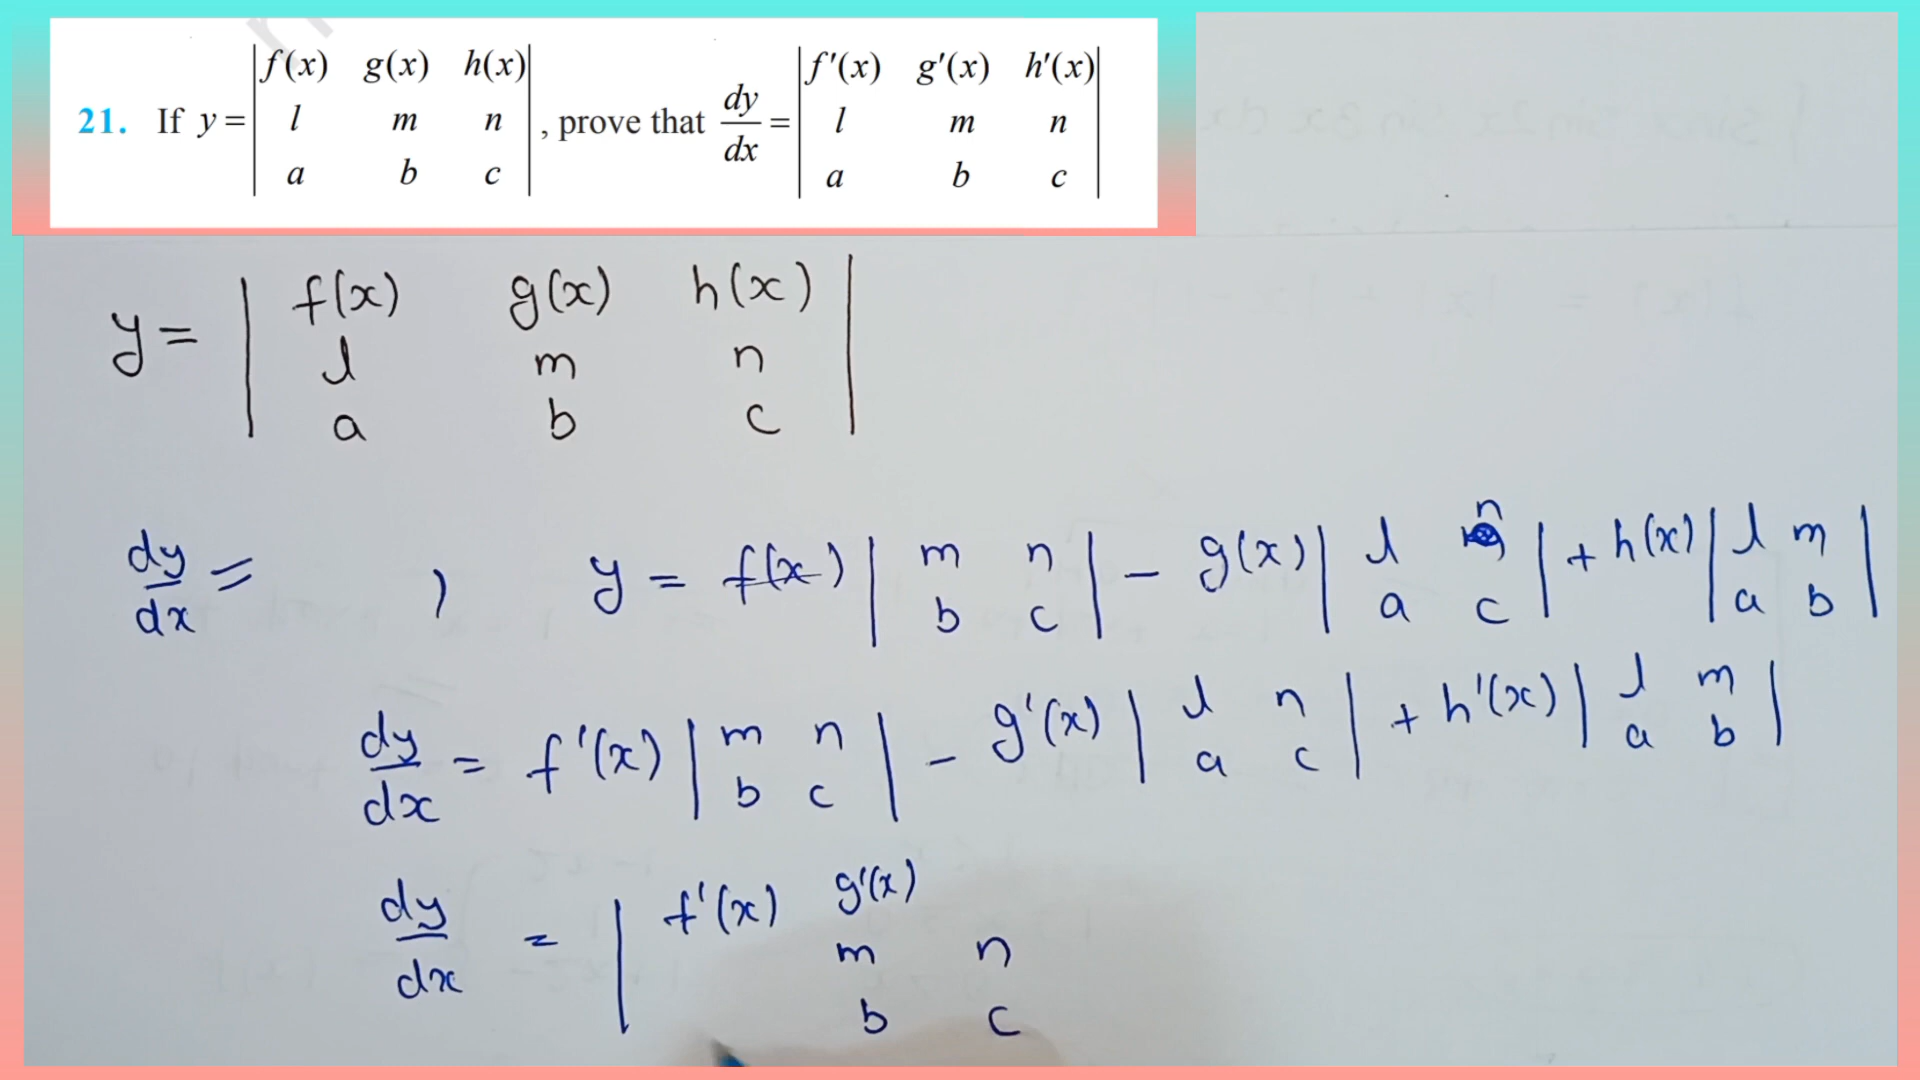 21. If y = | f(x) g(x) h(x) | , prove that dy/dx = | f'(x) g'(x) h'(x) |
| l m n | | l m n |
| a b c | | a b c |
y = | f(x) g(x) h(x) |
| l m n |
| a b c |
dy/dx = , y = f(x) | m n | - g(x) | l n | + h(x) | l m |
| b c | | a c | | a b |
dy/dx = f'(x) | m n | - g'(x) | l n | + h'(x) | l m |
| b c | | a c | | a b |
dy/dx = | f'(x) g'(x)
m n
b c